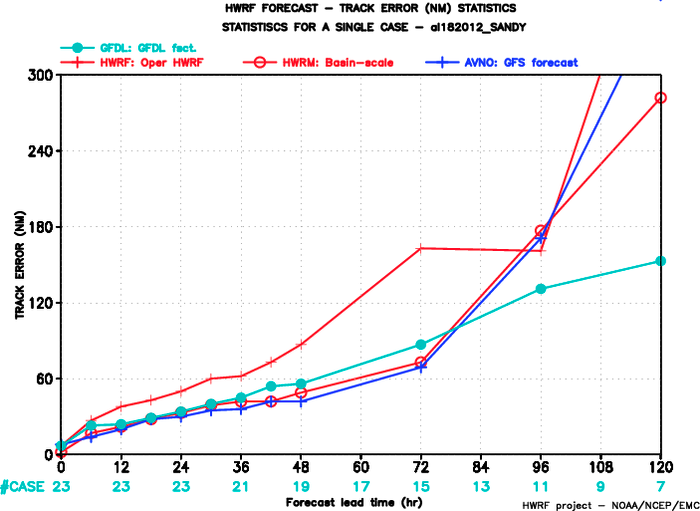 HWRF FORECAST – TRACK ERROR (NM) STATISTICS
STATISTISCS FOR A SINGLE CASE – al182012_SANDY
GFDL: GFDL fsct.
HWRF: Oper HWRF HWRM: Basin–scale AVNO: GFS forecast
300
240
180
120
60
0
TRACK ERROR (NM)
0 12 24 36 48 60 72 84 96 108 120
#CASE 23 23 23 21 19 17 15 13 11 9 7
Forecast lead time (hr)
HWRF project – NOAA/NCEP/EMC